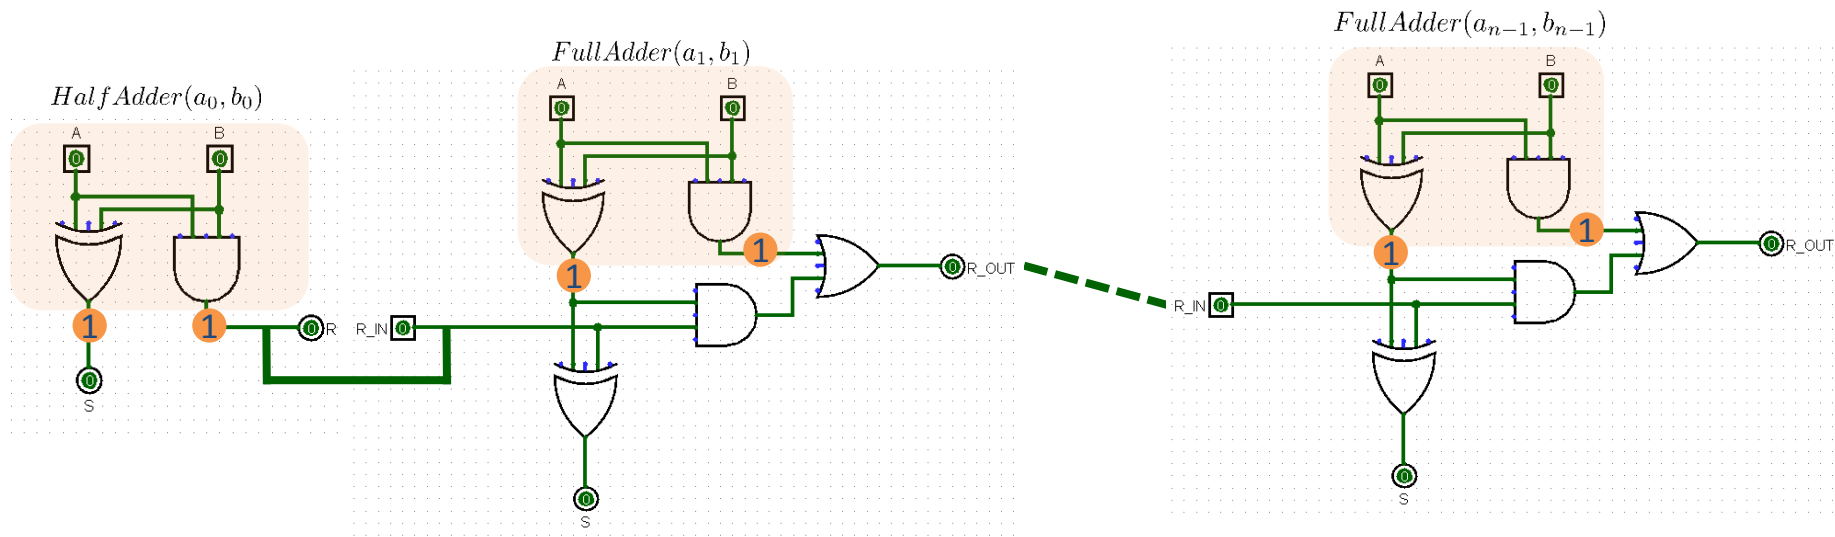 HalfAdder(a₀, b₀)
A
B
0
0
1
1
0
R
0
S
FullAdder(a₁, b₁)
A
B
0
0
1
1
R_IN
0
0
R_OUT
0
S
FullAdder(aₙ₋₁, bₙ₋₁)
A
B
0
0
1
1
R_IN
0
0
R_OUT
0
S